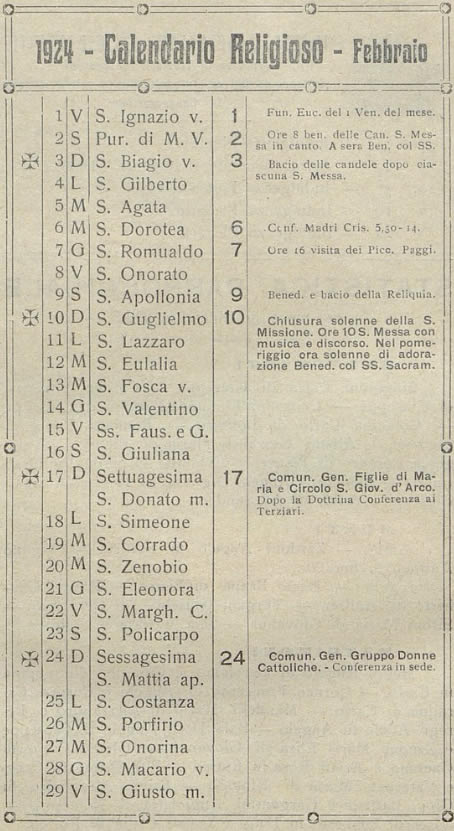 1924 - Calendario Religioso - Febbraio
1 V S. Ignazio v. 1 Fun. Euc. del 1 Ven. del mese.
2 S Pur. di M. V. 2 Ore 8 ben. delle Can. S. Mes-
sa in canto. A sera Ben. col SS.
✠ 3 D S. Biagio v. 3 Bacio delle candele dopo cia-
scuna S. Messa.
4 L S. Gilberto
5 M S. Agata
6 M S. Dorotea 6 Conf. Madri Cris. 5,30-14.
7 G S. Romualdo 7 Ore 16 visita dei Picc. Paggi.
8 V S. Onorato
9 S S. Apollonia 9 Bened. e bacio della Reliquia.
✠ 10 D S. Guglielmo 10 Chiusura solenne della S.
11 L S. Lazzaro Missione. Ore 10 S. Messa con
musica e discorso. Nel pome-
12 M S. Eulalia riggio ora solenne di adora-
zione Bened. col SS. Sacram.
13 M S. Fosca v.
14 G S. Valentino
15 V Ss. Faus. e G.
16 S S. Giuliana
✠ 17 D Settuagesima 17 Comun. Gen. Figlie di Ma-
ria e Circolo S. Giov. d'Arco.
S. Donato m. Dopo la Dottrina Conferenza ai
Terziari.
18 L S. Simeone
19 M S. Corrado
20 M S. Zenobio
21 G S. Eleonora
22 V S. Margh. C.
23 S S. Policarpo
✠ 24 D Sessagesima 24 Comun. Gen. Gruppo Donne
Cattoliche. - Conferenza in sede.
S. Mattia ap.
25 L S. Costanza
26 M S. Porfirio
27 M S. Onorina
28 G S. Macario v.
29 V S. Giusto m.